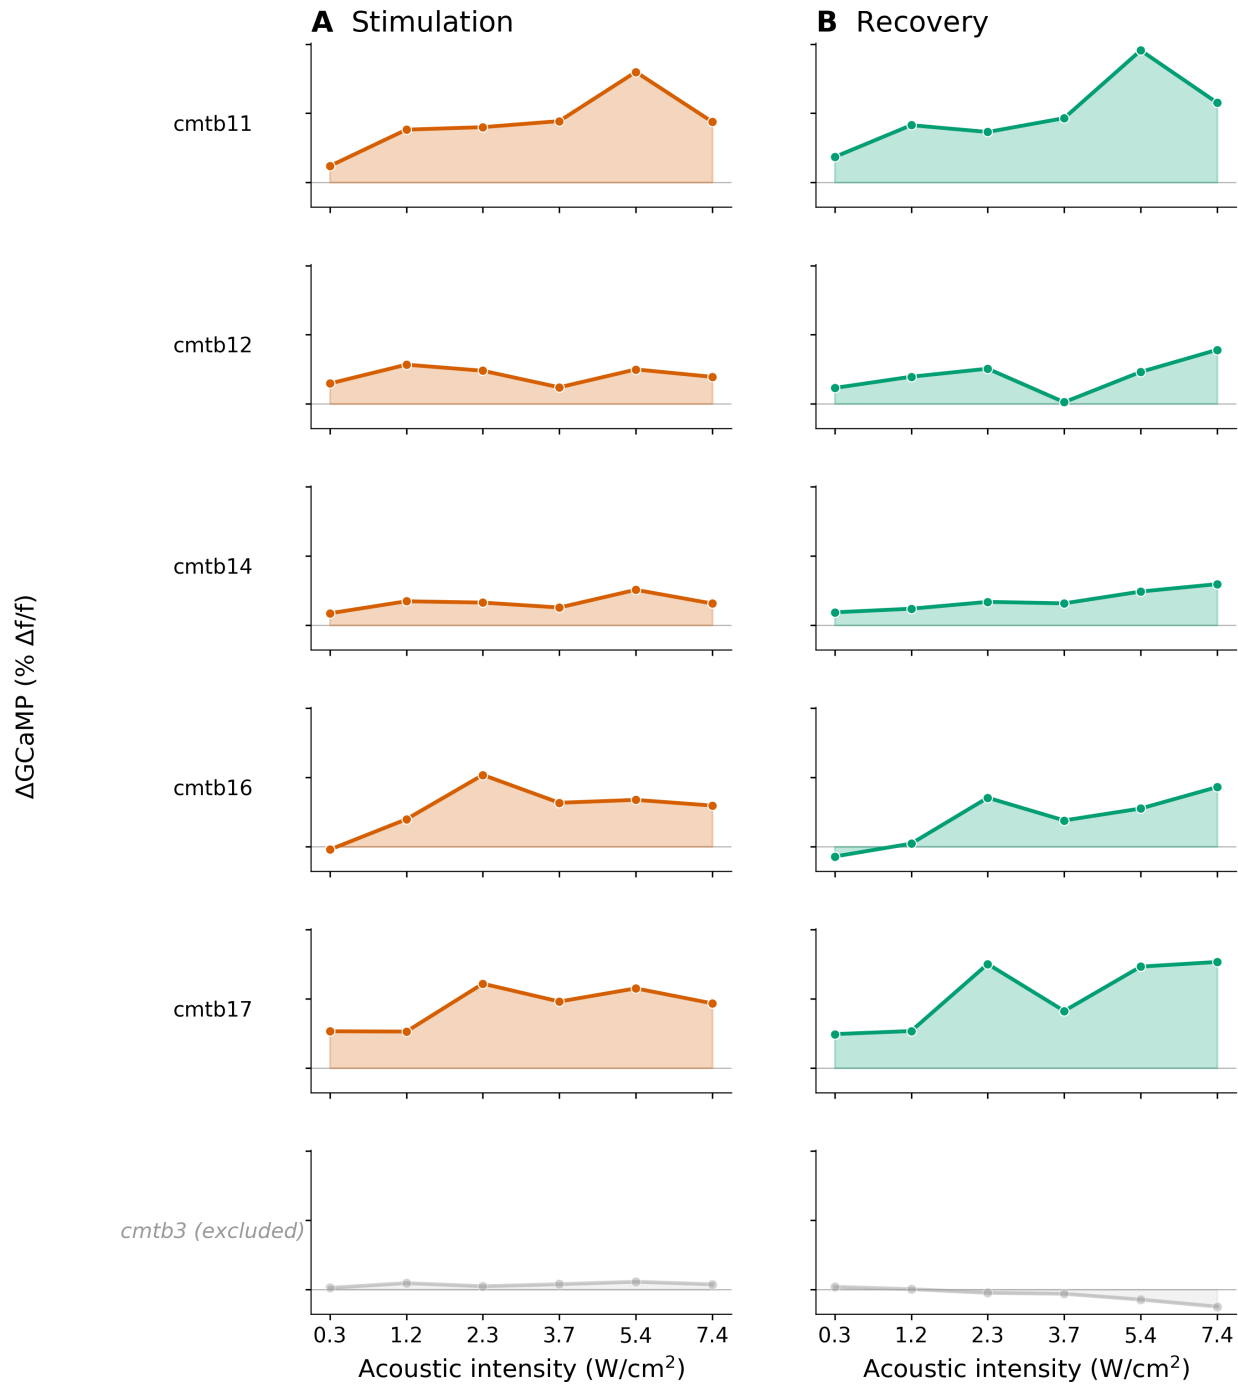 A Stimulation
B Recovery
cmtb11
cmtb12
cmtb14
cmtb16
cmtb17
cmtb3 (excluded)
ΔGCaMP (% Δf/f)
0.3 1.2 2.3 3.7 5.4 7.4
0.3 1.2 2.3 3.7 5.4 7.4
Acoustic intensity (W/cm²)
Acoustic intensity (W/cm²)